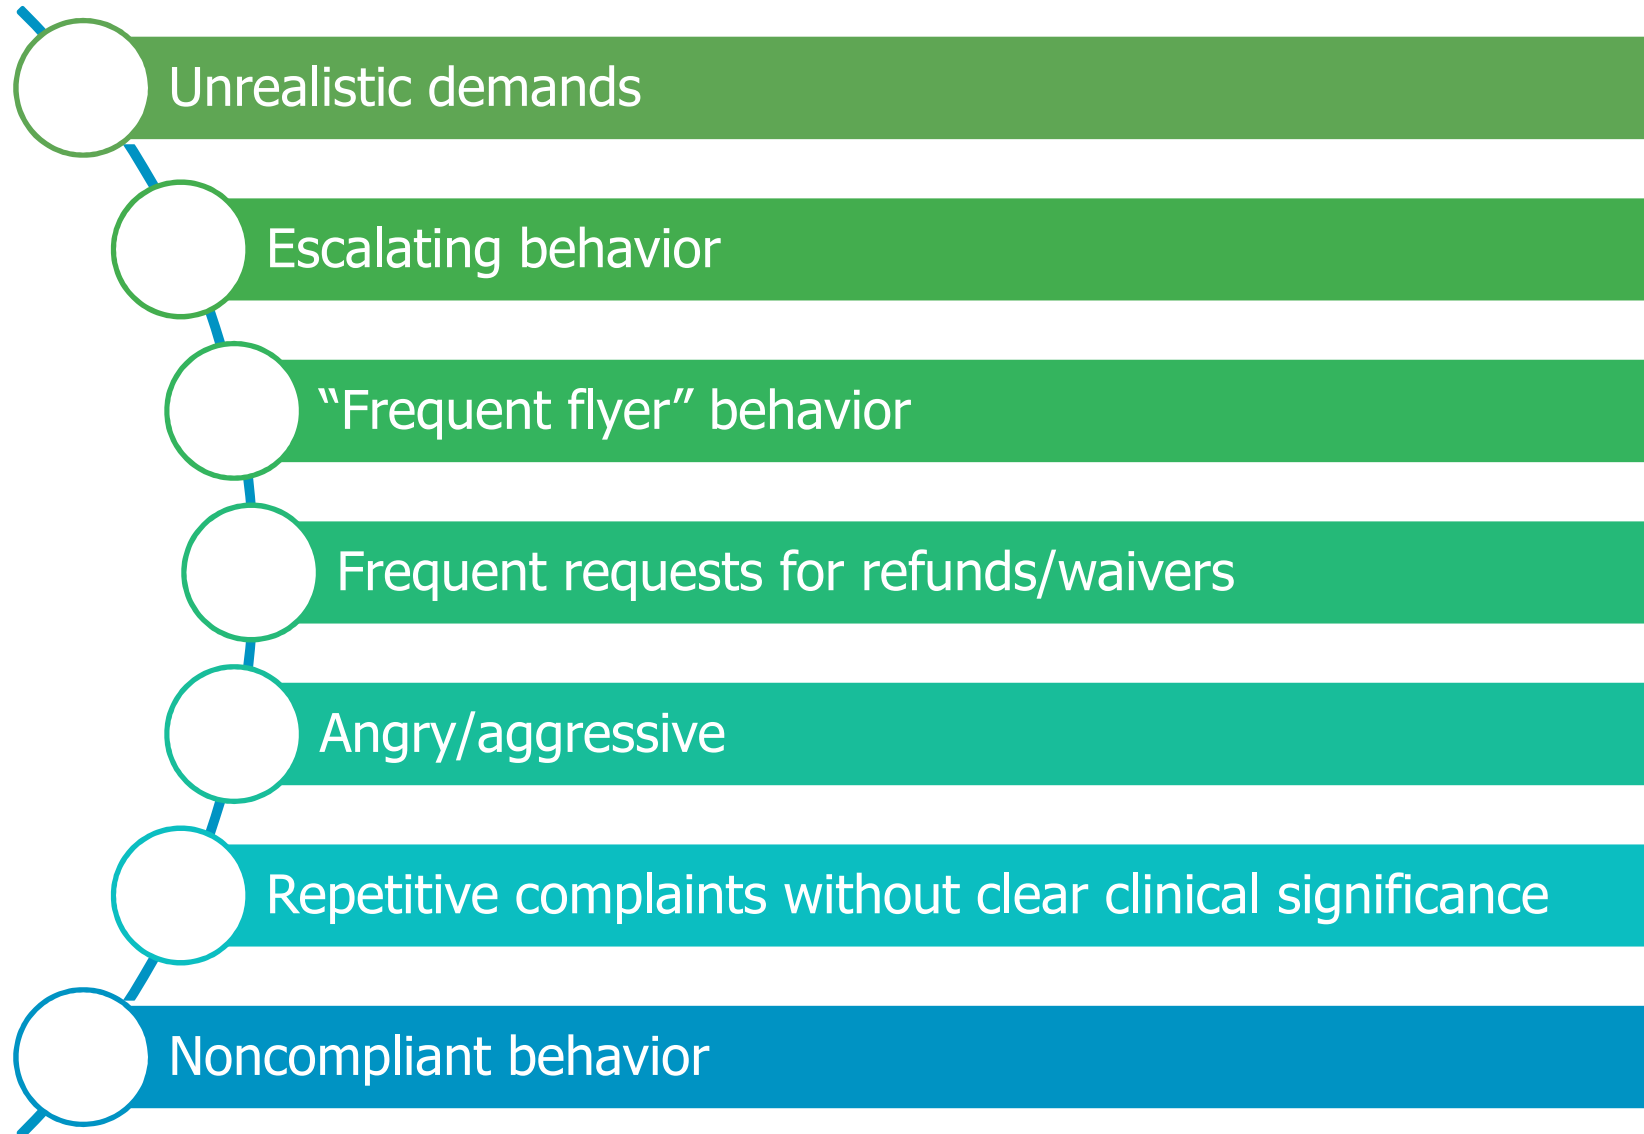 Unrealistic demands
Escalating behavior
“Frequent flyer” behavior
Frequent requests for refunds/waivers
Angry/aggressive
Repetitive complaints without clear clinical significance
Noncompliant behavior